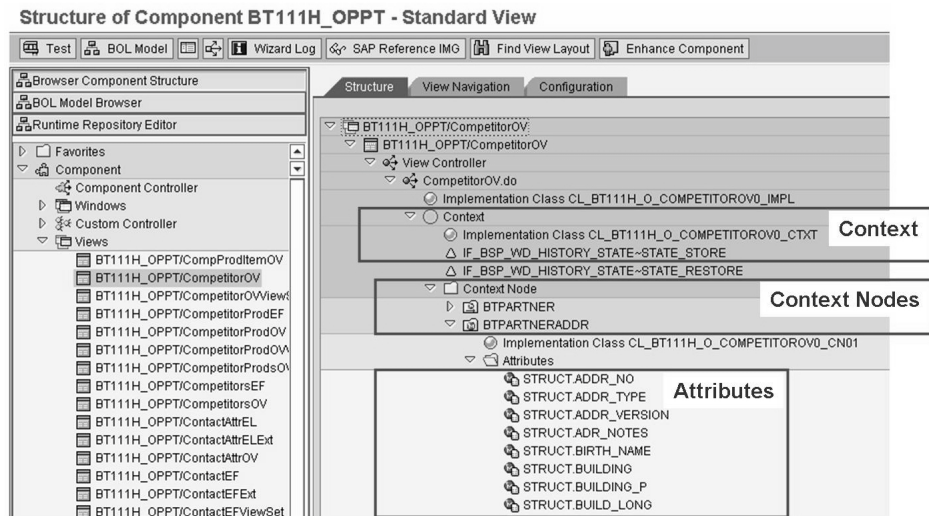 Structure of Component BT111H_OPPT - Standard View
Test BOL Model Wizard Log SAP Reference IMG Find View Layout Enhance Component
Browser Component Structure
BOL Model Browser
Runtime Repository Editor
Favorites
Component
Component Controller
Windows
Custom Controller
Views
BT111H_OPPT/CompProdItemOV
BT111H_OPPT/CompetitorOV
BT111H_OPPT/CompetitorOVViewS
BT111H_OPPT/CompetitorProdEF
BT111H_OPPT/CompetitorProdOV
BT111H_OPPT/CompetitorProdOVV
BT111H_OPPT/CompetitorProdsOV
BT111H_OPPT/CompetitorsEF
BT111H_OPPT/CompetitorsOV
BT111H_OPPT/ContactAttrEL
BT111H_OPPT/ContactAttrELExt
BT111H_OPPT/ContactAttrOV
BT111H_OPPT/ContactEF
BT111H_OPPT/ContactEFExt
BT111H_OPPT/ContactEFViewSet
Structure View Navigation Configuration
BT111H_OPPT/CompetitorOV
BT111H_OPPT/CompetitorOV
View Controller
CompetitorOV.do
Implementation Class CL_BT111H_O_COMPETITOROV0_IMPL
Context
Implementation Class CL_BT111H_O_COMPETITOROV0_CTXT
IF_BSP_WD_HISTORY_STATE~STATE_STORE
IF_BSP_WD_HISTORY_STATE~STATE_RESTORE
Context Node
BTPARTNER
BTPARTNERADDR
Implementation Class CL_BT111H_O_COMPETITOROV0_CN01
Attributes
STRUCT.ADDR_NO
STRUCT.ADDR_TYPE
STRUCT.ADDR_VERSION
STRUCT.ADR_NOTES
STRUCT.BIRTH_NAME
STRUCT.BUILDING
STRUCT.BUILDING_P
STRUCT.BUILD_LONG
Context
Context Nodes
Attributes